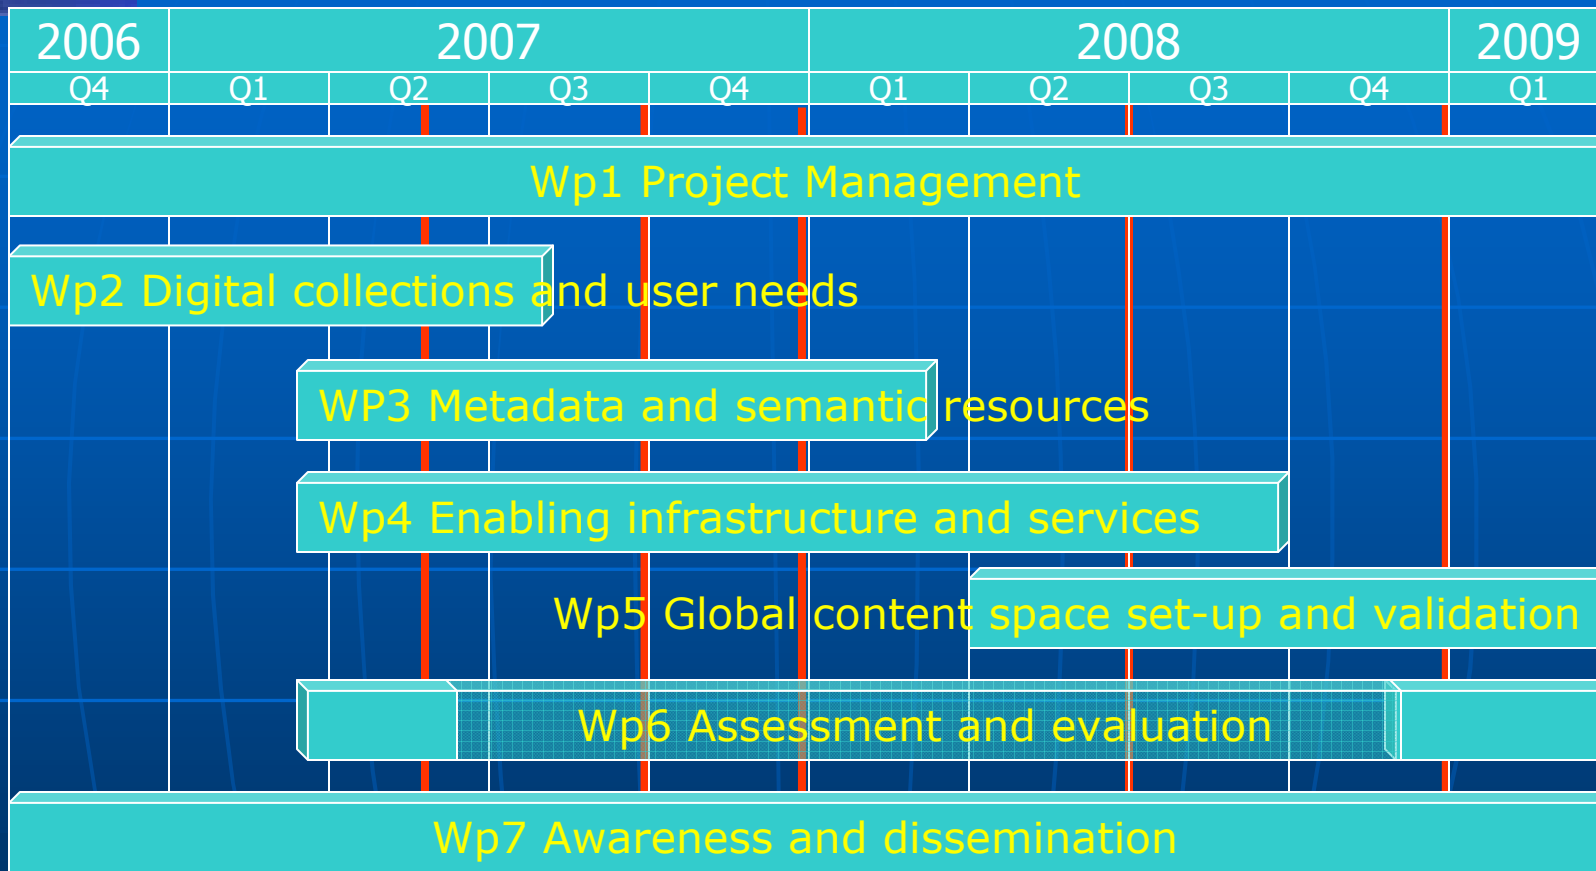 2006 2007 2008 2009
Q4 Q1 Q2 Q3 Q4 Q1 Q2 Q3 Q4 Q1
Wp1 Project Management
Wp2 Digital collections and user needs
WP3 Metadata and semantic resources
Wp4 Enabling infrastructure and services
Wp5 Global content space set-up and validation
Wp6 Assessment and evaluation
Wp7 Awareness and dissemination